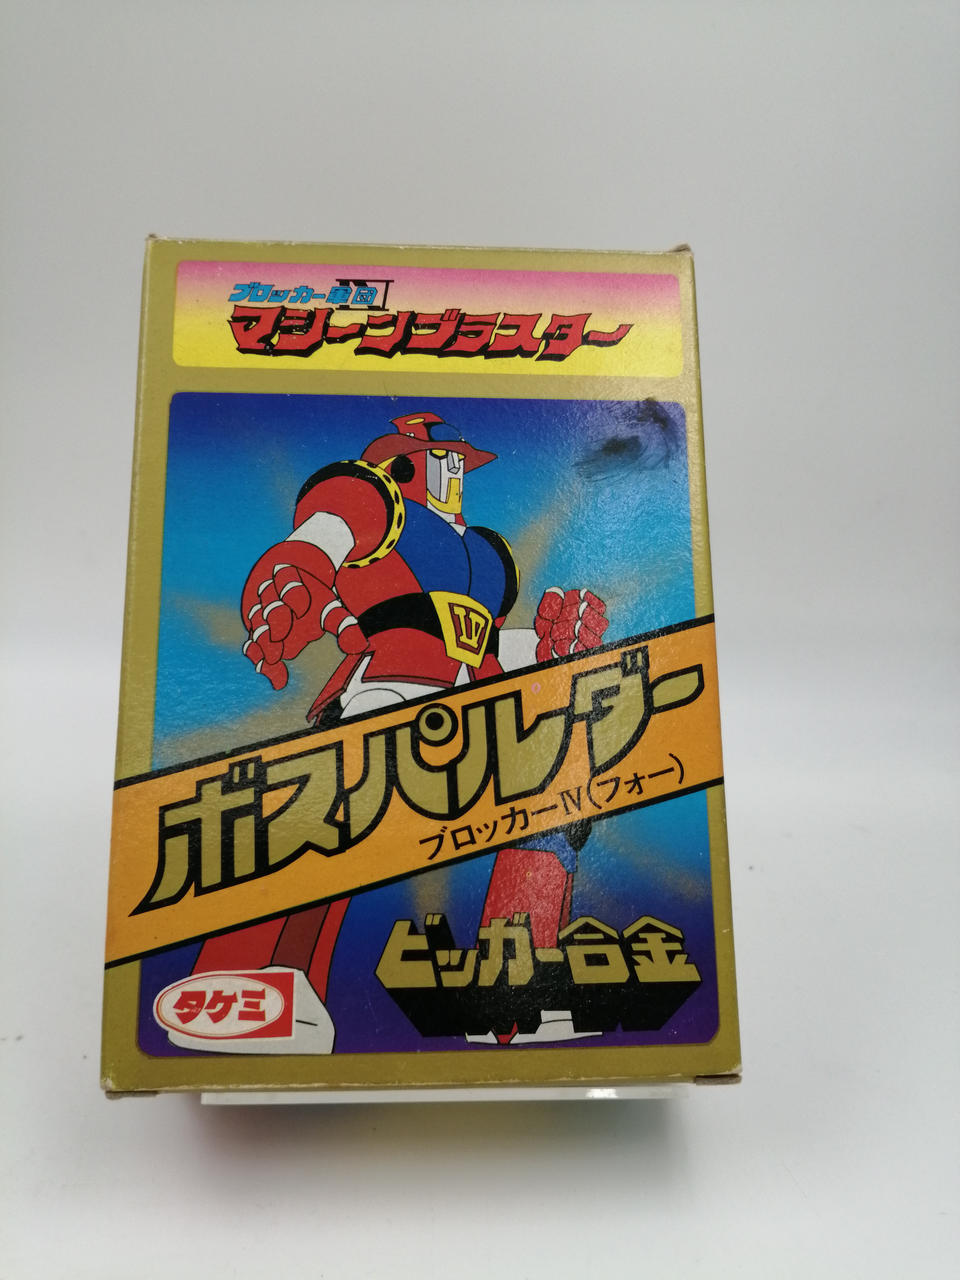 ブロッカー軍団
IV
マシーンブラスター
IV
ボスパルダー
ブロッカーIV(フォー)
ビッガー合金
タケミ